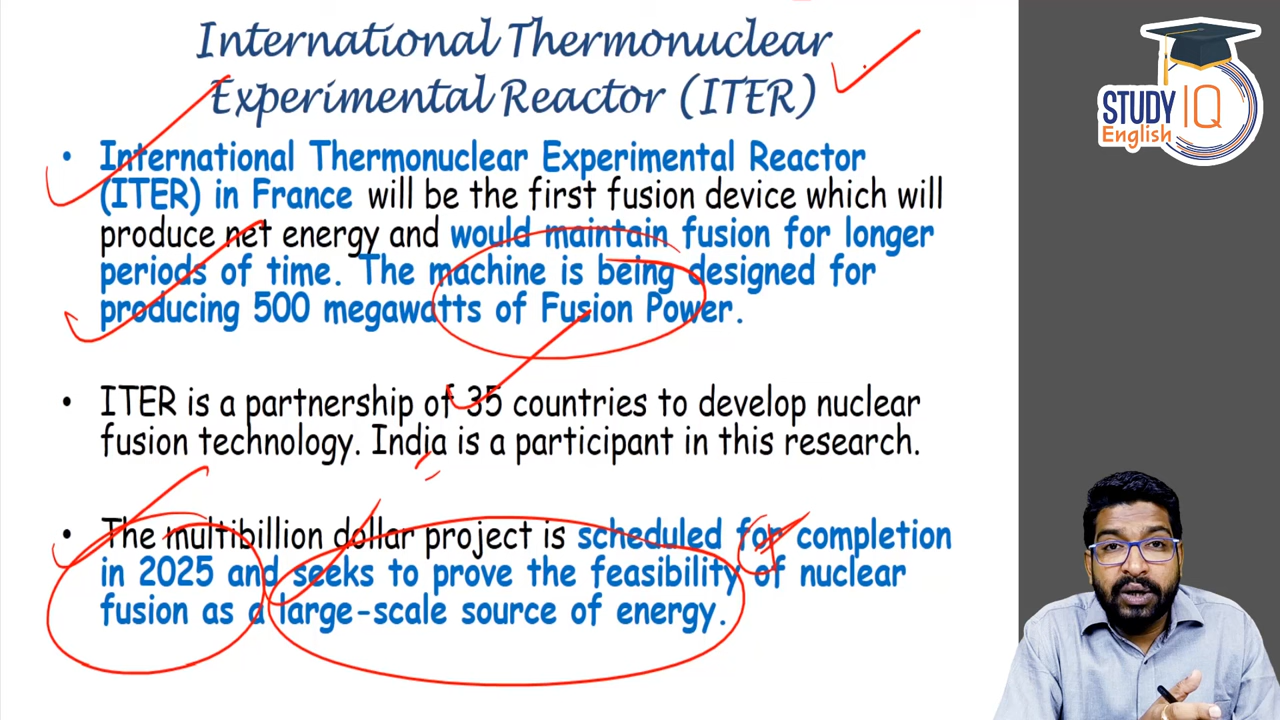 International Thermonuclear
Experimental Reactor (ITER)
• International Thermonuclear Experimental Reactor
(ITER) in France will be the first fusion device which will
produce net energy and would maintain fusion for longer
periods of time. The machine is being designed for
producing 500 megawatts of Fusion Power.
• ITER is a partnership of 35 countries to develop nuclear
fusion technology. India is a participant in this research.
• The multibillion dollar project is scheduled for completion
in 2025 and seeks to prove the feasibility of nuclear
fusion as a large-scale source of energy.
STUDY IQ
English